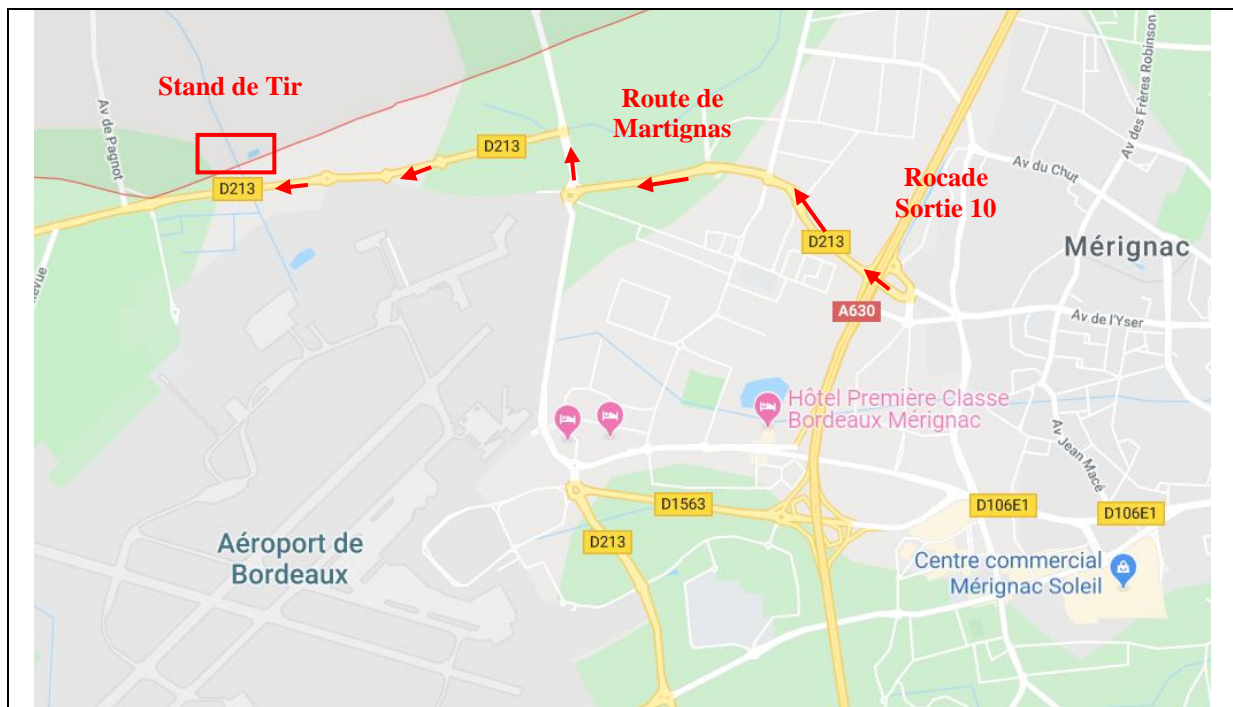 Stand de Tir
Route de
Martignas
Rocade
Sortie 10
Av de Pagnot
Av des Frères Robinson
Av du Chut
D213
D213
D213
Mérignac
A630
Av de l'Yser
Hôtel Première Classe
Bordeaux Mérignac
Av Jean Macé
D1563
D106E1
D106E1
D213
Aéroport de
Bordeaux
Centre commercial
Mérignac Soleil